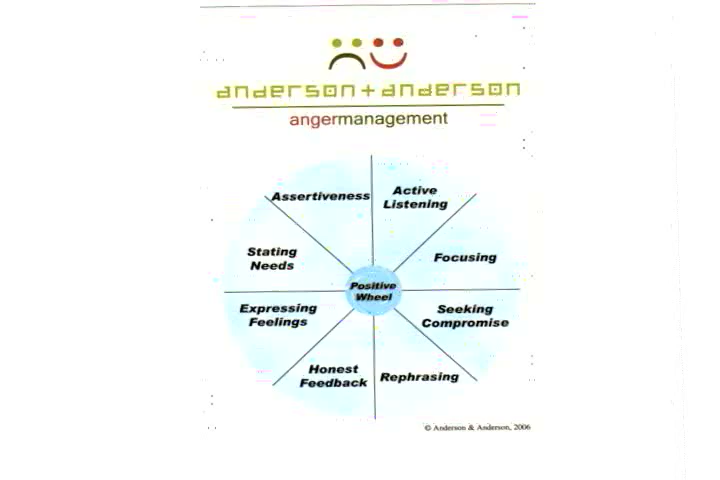 anderson+anderson
angermanagement
Assertiveness
Active
Listening
Focusing
Seeking
Compromise
Rephrasing
Honest
Feedback
Expressing
Feelings
Stating
Needs
Positive
Wheel
© Anderson & Anderson, 2006